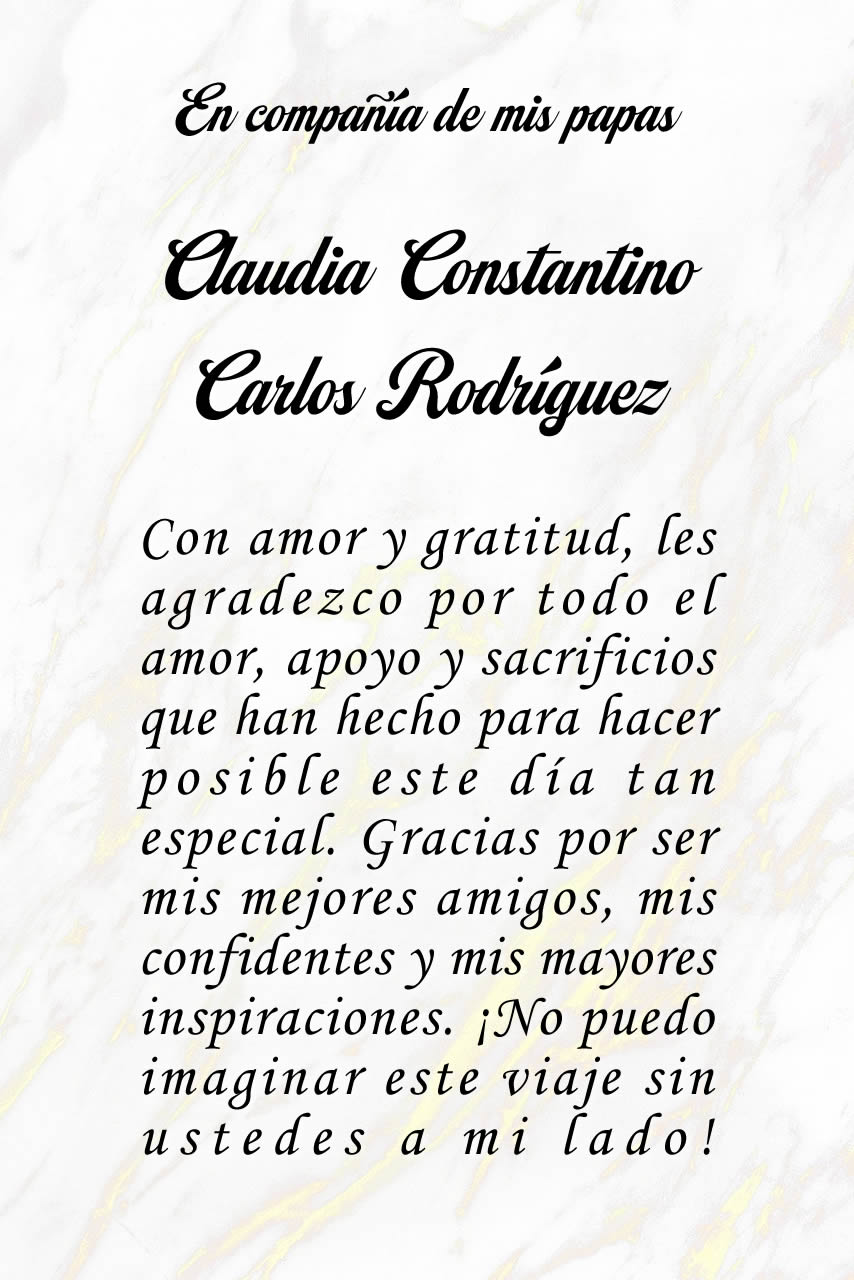 En compañía de mis papas
Claudia Constantino
Carlos Rodríguez
Con amor y gratitud, les
agradezco por todo el
amor, apoyo y sacrificios
que han hecho para hacer
posible este día tan
especial. Gracias por ser
mis mejores amigos, mis
confidentes y mis mayores
inspiraciones. ¡No puedo
imaginar este viaje sin
ustedes a mi lado!